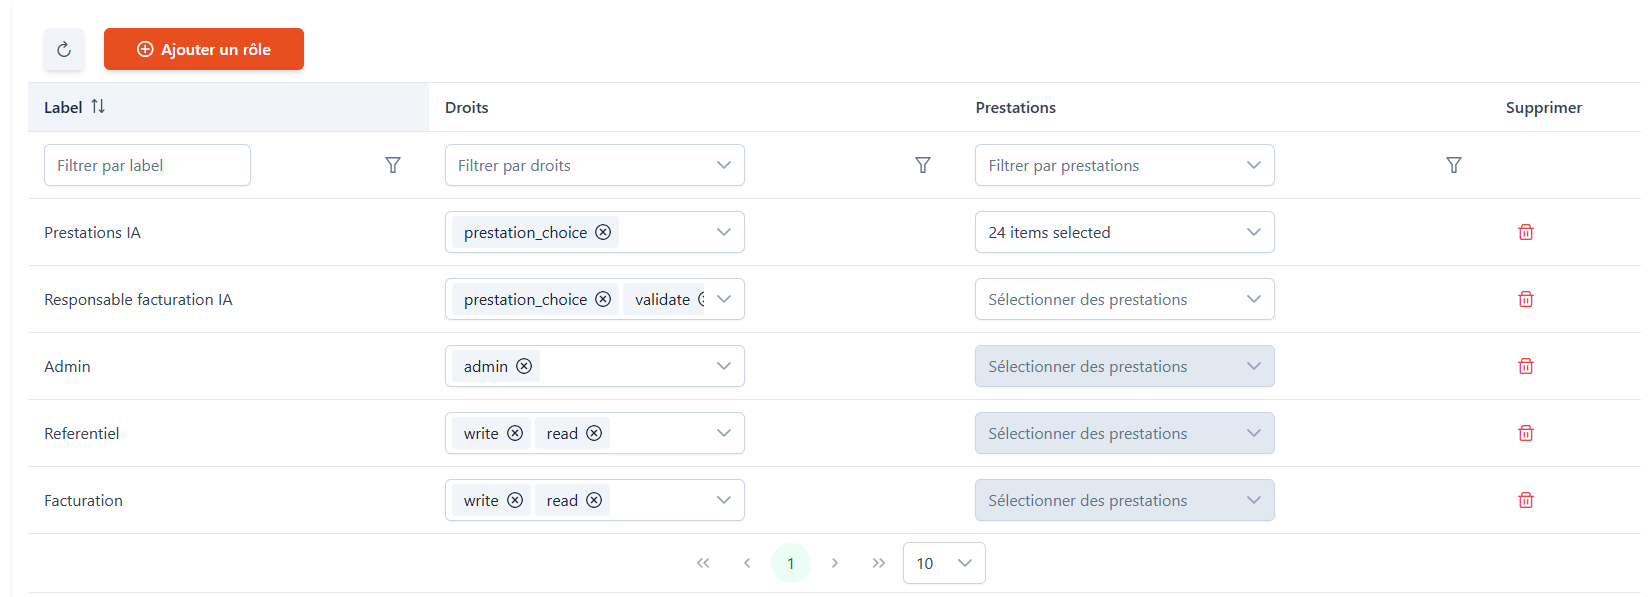 Ajouter un rôle
Label Droits Prestations Supprimer
Filtrer par label Filtrer par droits Filtrer par prestations
Prestations IA prestation_choice 24 items selected
Responsable facturation IA prestation_choice validate Sélectionner des prestations
Admin admin Sélectionner des prestations
Referentiel write read Sélectionner des prestations
Facturation write read Sélectionner des prestations
1 10